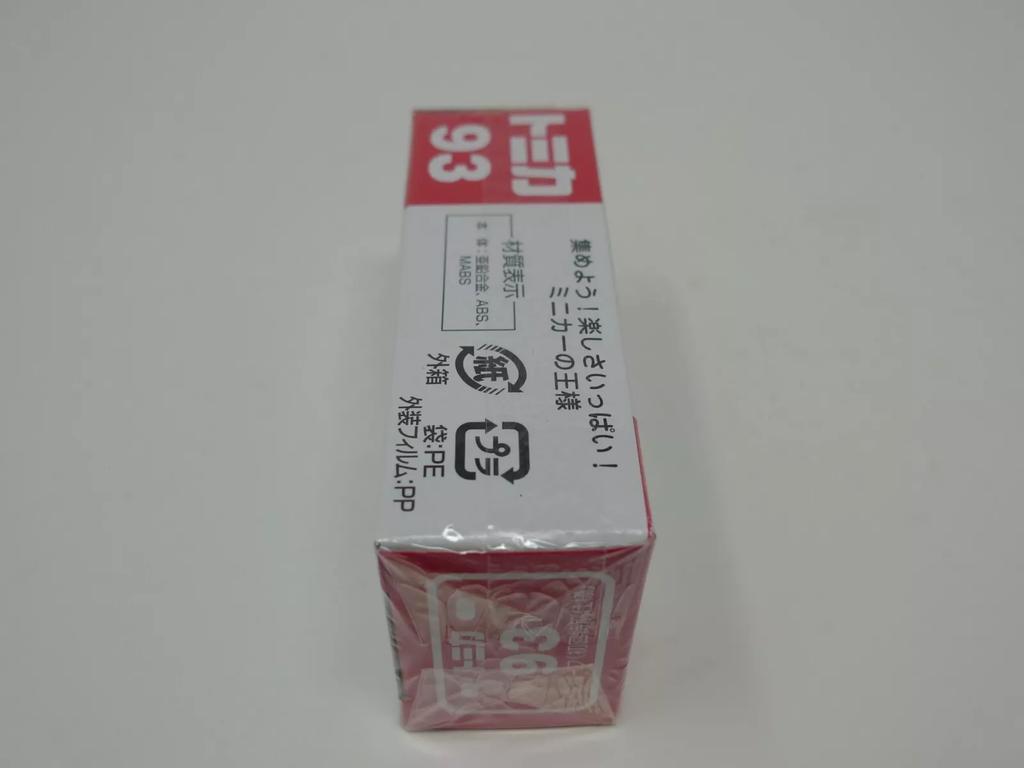 トミカ
93
集めよう!楽しさいっぱい!
ミニカーの王様
材質表示
本 体:亜鉛合金、ABS、
MABS
紙
外箱
プラ
袋:PE
外装フィルム:PP
93